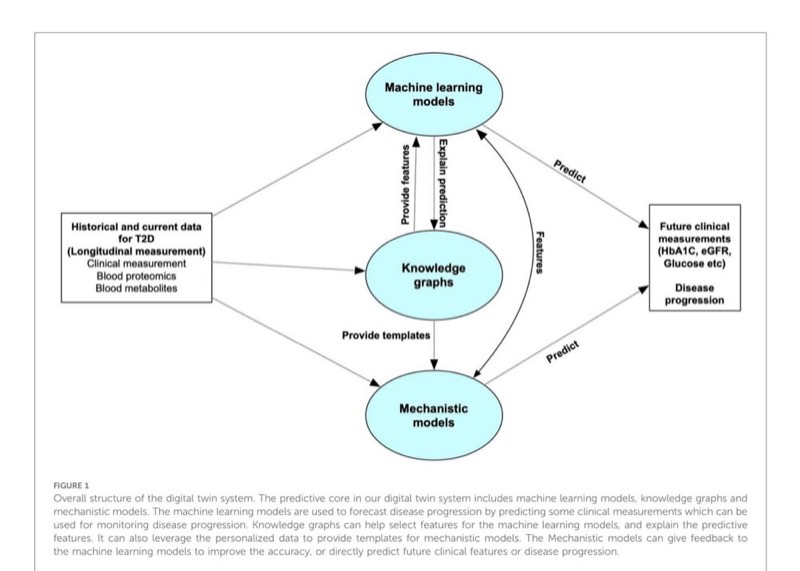 Machine learning
models
Provide features
Explain prediction
Predict
Historical and current data
for T2D
(Longitudinal measurement)
Clinical measurement
Blood proteomics
Blood metabolites
Knowledge
graphs
Features
Future clinical
measurements
(HbA1C, eGFR,
Glucose etc)
Disease
progression
Provide templates
Predict
Mechanistic
models
FIGURE 1
Overall structure of the digital twin system. The predictive core in our digital twin system includes machine learning models, knowledge graphs and
mechanistic models. The machine learning models are used to forecast disease progression by predicting some clinical measurements which can be
used for monitoring disease progression. Knowledge graphs can help select features for the machine learning models, and explain the predictive
features. It can also leverage the personalized data to provide templates for mechanistic models. The Mechanistic models can give feedback to
the machine learning models to improve the accuracy, or directly predict future clinical features or disease progression.